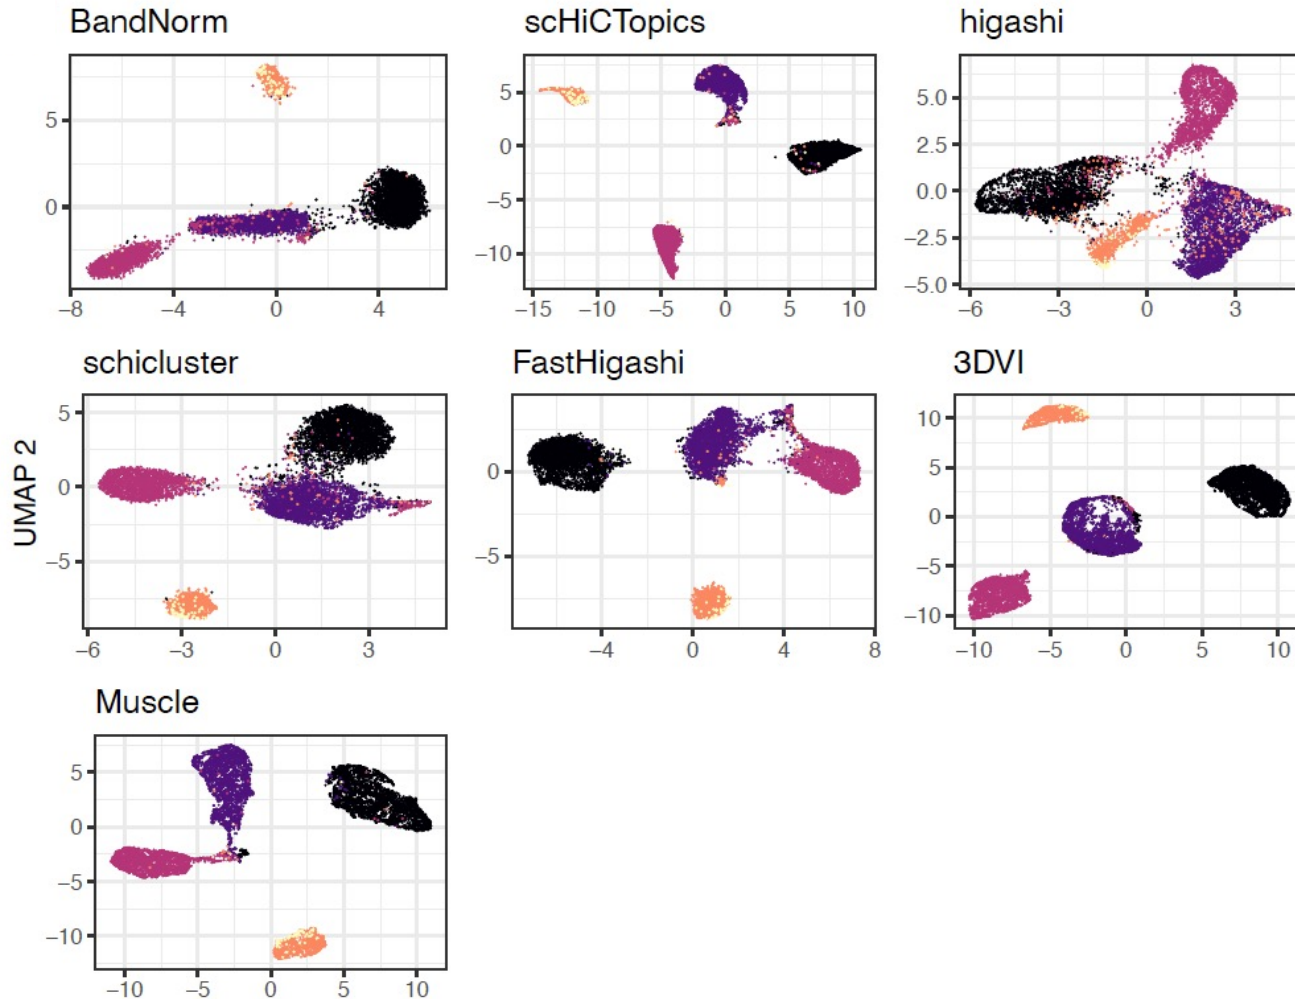 BandNorm scHiCTopics higashi
5 5 5.0
0 0 2.5
−5 0.0
−10 −2.5
−5.0
−8 −4 0 4 −15 −10 −5 0 5 10 −6 −3 0 3
schicluster FastHigashi 3DVI
UMAP 2
5 0 10
0 −5 5
−5 0
−5
−10
−6 −3 0 3 −4 0 4 8 −10 −5 0 5 10
Muscle
5
0
−5
−10
−10 −5 0 5 10